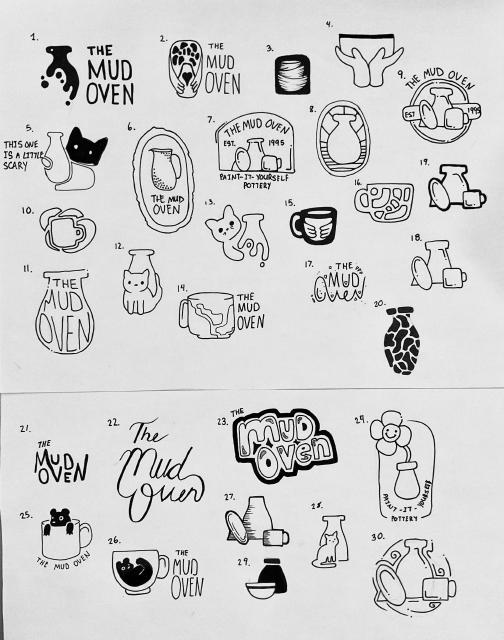 1.
THE
MUD
OVEN
2.
THE
MUD
OVEN
3.
4.
5.
THIS ONE
IS A LITTLE
SCARY
6.
THE MUD
OVEN
7.
THE MUD OVEN
EST. 1995
PAINT-IT-YOURSELF
POTTERY
8.
9.
THE MUD OVEN
EST 1995
10.
11.
THE
MUD
OVEN
12.
13.
14.
THE
MUD
OVEN
15.
16.
17.
THE
MUD
OVEN
18.
19.
20.
21.
THE
MUD
OVEN
22.
The
Mud
Oven
23.
THE
MUD
Oven
24.
PAINT-IT-YOURSELF
POTTERY
25.
THE MUD OVEN
26.
THE
MUD
OVEN
27.
28.
29.
30.